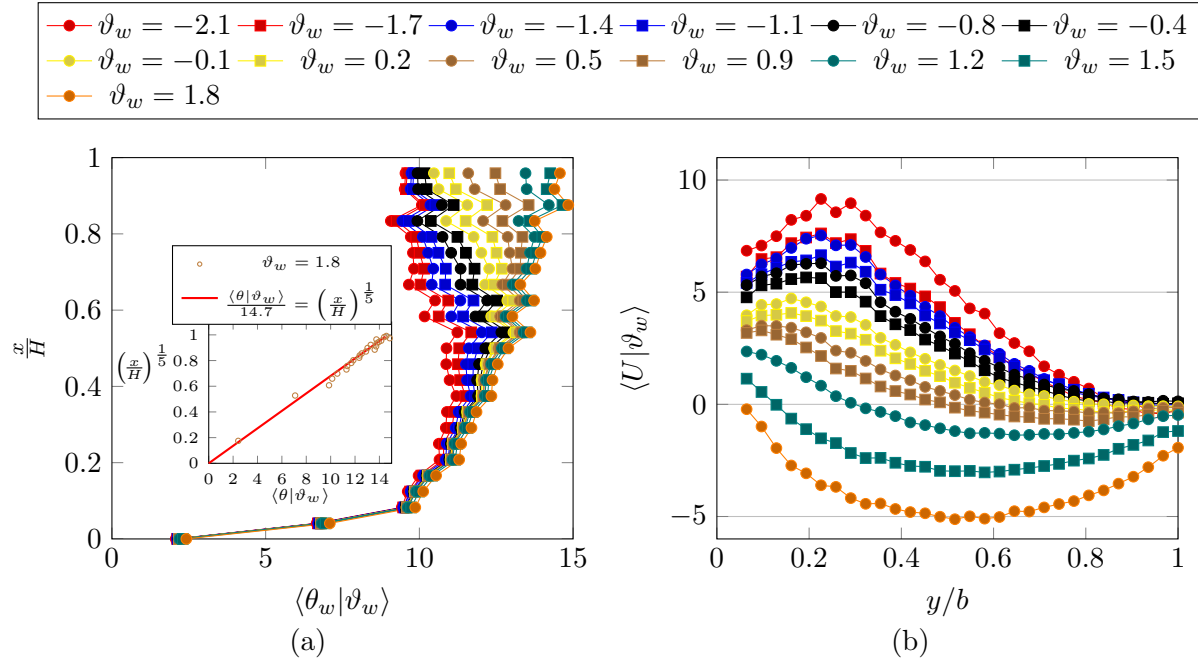 ϑ_w = −2.1 ϑ_w = −1.7 ϑ_w = −1.4 ϑ_w = −1.1 ϑ_w = −0.8 ϑ_w = −0.4
ϑ_w = −0.1 ϑ_w = 0.2 ϑ_w = 0.5 ϑ_w = 0.9 ϑ_w = 1.2 ϑ_w = 1.5
ϑ_w = 1.8
1
0.8
0.6
0.4
0.2
0
x/H
0 5 10 15
⟨θ_w|ϑ_w⟩
(a)
ϑ_w = 1.8
⟨θ|ϑ_w⟩/14.7 = (x/H)^{1/5}
1
0.8
0.6
0.4
0.2
0
(x/H)^{1/5}
0 2 4 6 8 10 12 14
⟨θ|ϑ_w⟩
10
5
0
−5
⟨U|ϑ_w⟩
0 0.2 0.4 0.6 0.8 1
y/b
(b)